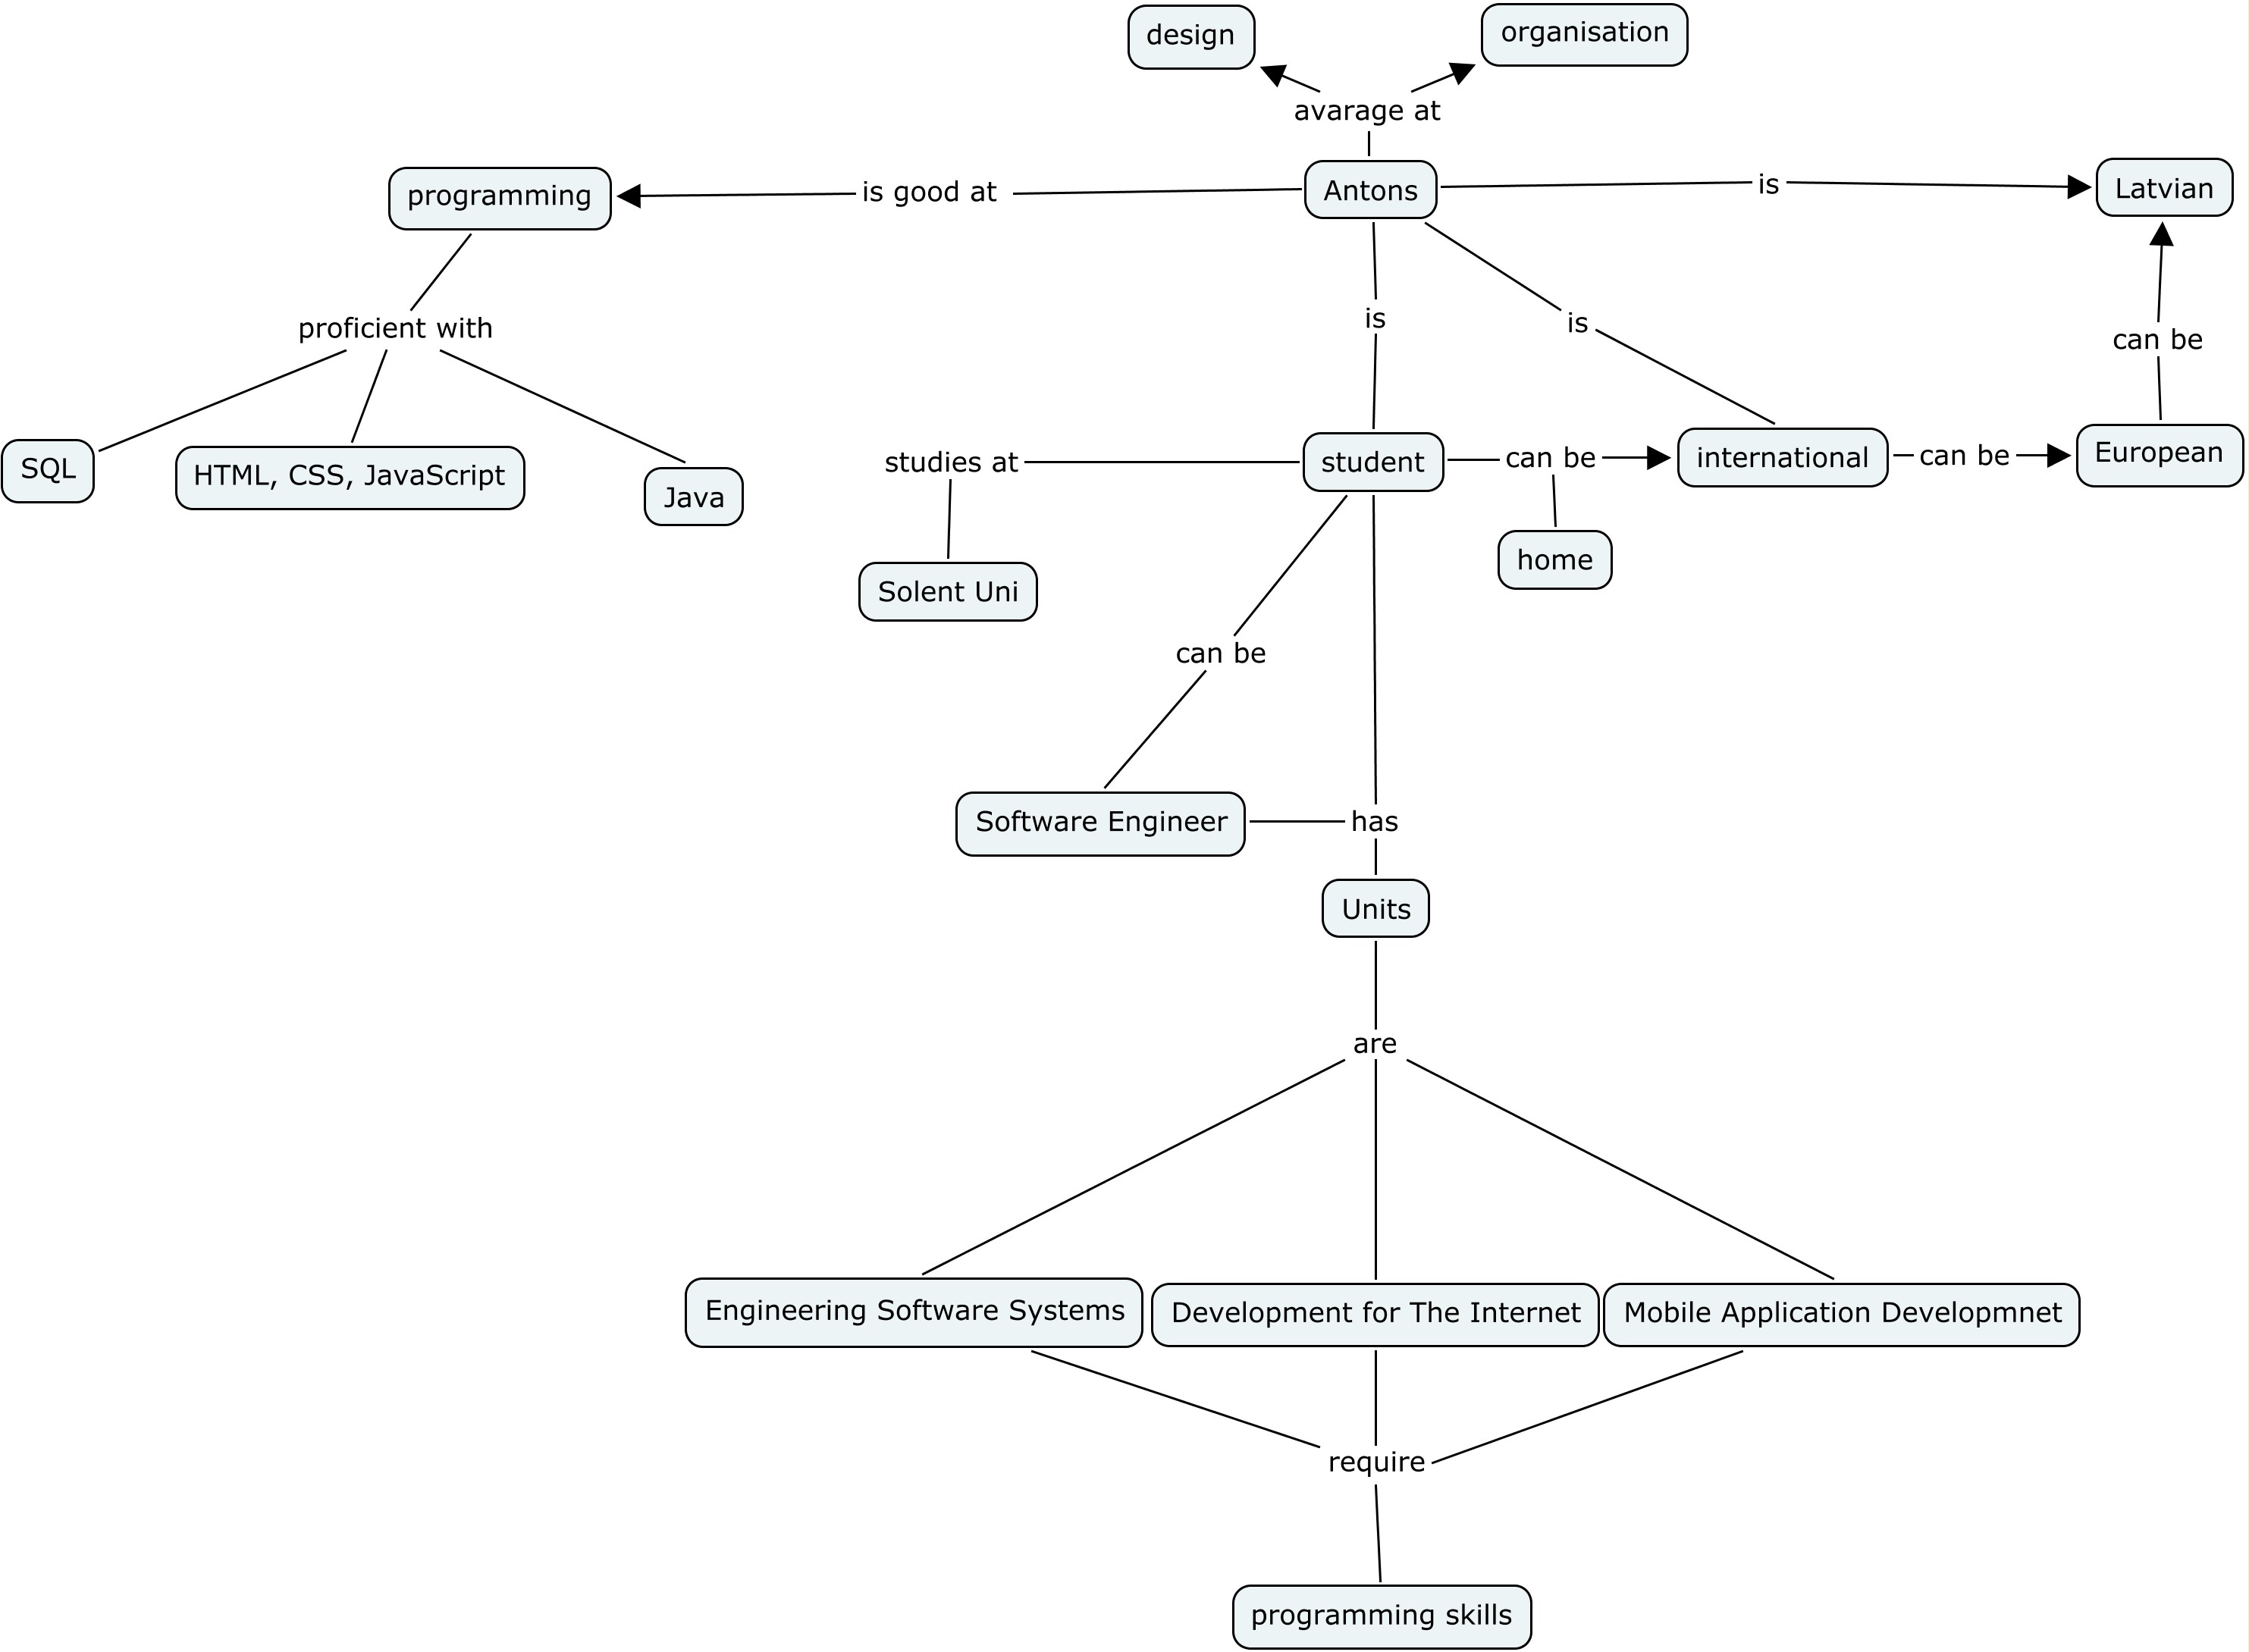 design
organisation
avarage at
programming
is good at
Antons
is
Latvian
proficient with
is
is
can be
SQL
HTML, CSS, JavaScript
Java
studies at
student
can be
international
can be
European
Solent Uni
home
can be
Software Engineer
has
Units
are
Engineering Software Systems
Development for The Internet
Mobile Application Developmnet
require
programming skills